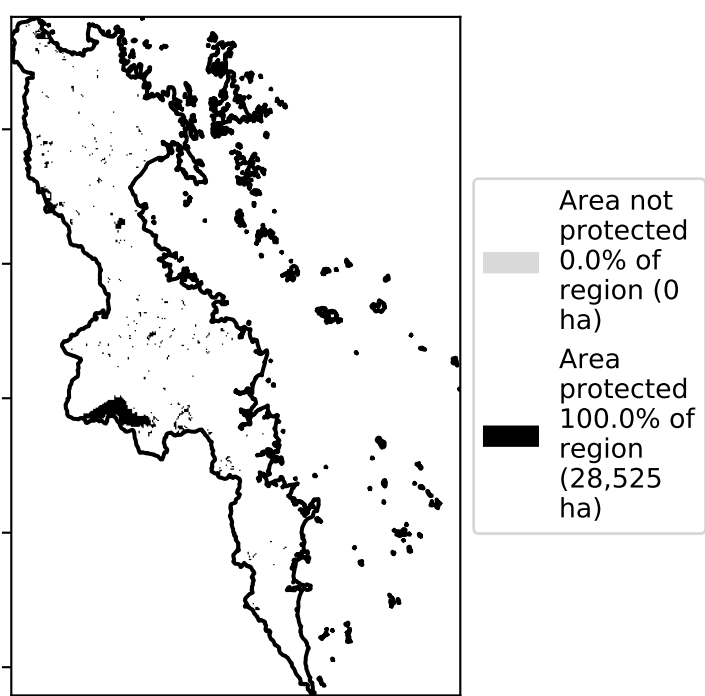 Area not
protected
0.0% of
region (0
ha)
Area
protected
100.0% of
region
(28,525
ha)